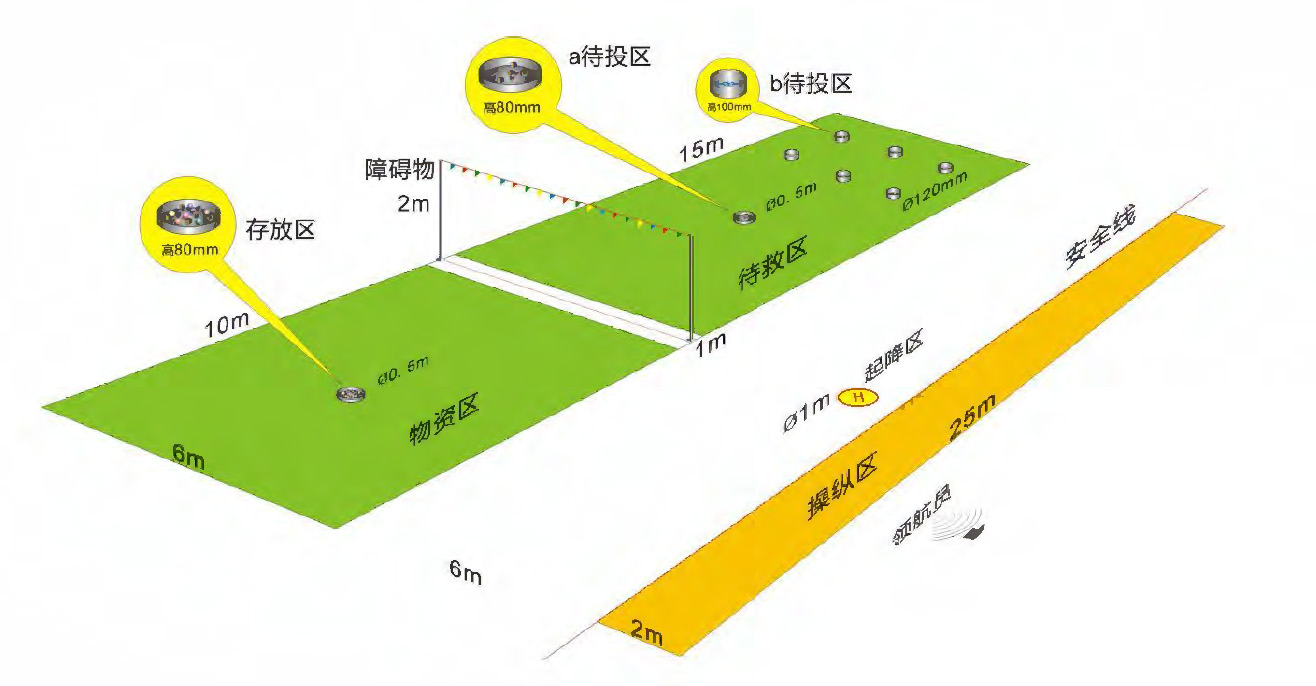 a待投区
高80mm
b待投区
高100mm
15m
障碍物
2m
Ø0.5m
Ø120mm
存放区
高80mm
待救区
安全线
10m
1m
Ø0.5m
起降区
Ø1m
H
物资区
25m
6m
操纵区
领航员
6m
2m